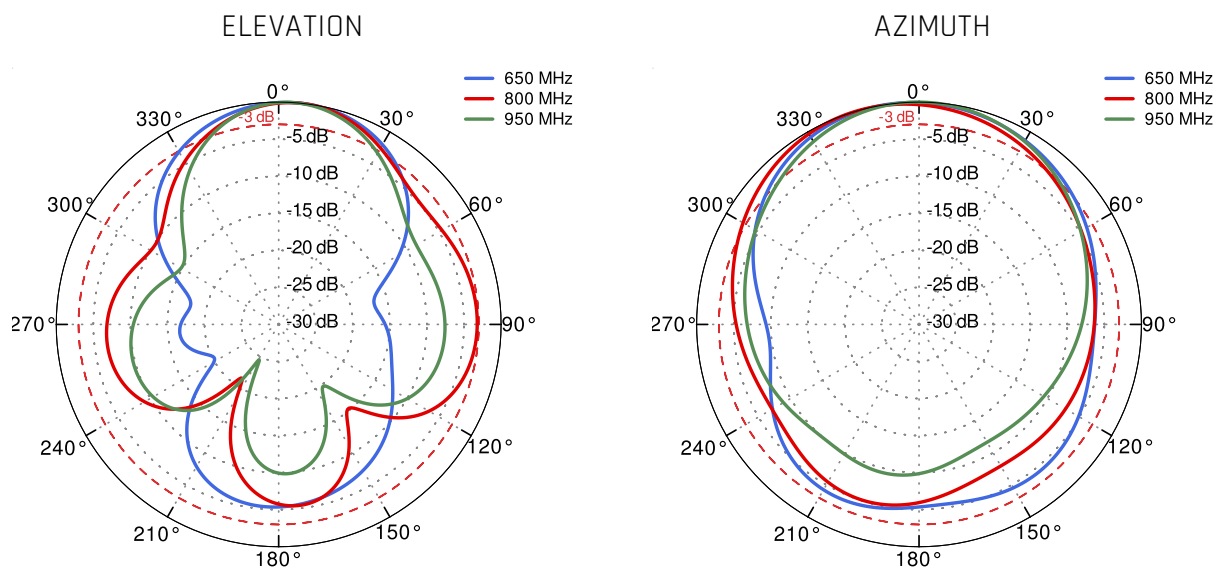 ELEVATION
650 MHz
800 MHz
950 MHz
0°
330°
-3 dB
30°
-5 dB
-10 dB
300°
-15 dB
60°
-20 dB
-25 dB
270°
-30 dB
90°
240°
120°
210°
150°
180°
AZIMUTH
650 MHz
800 MHz
950 MHz
0°
330°
-3 dB
30°
-5 dB
-10 dB
300°
-15 dB
60°
-20 dB
-25 dB
270°
-30 dB
90°
240°
120°
210°
150°
180°